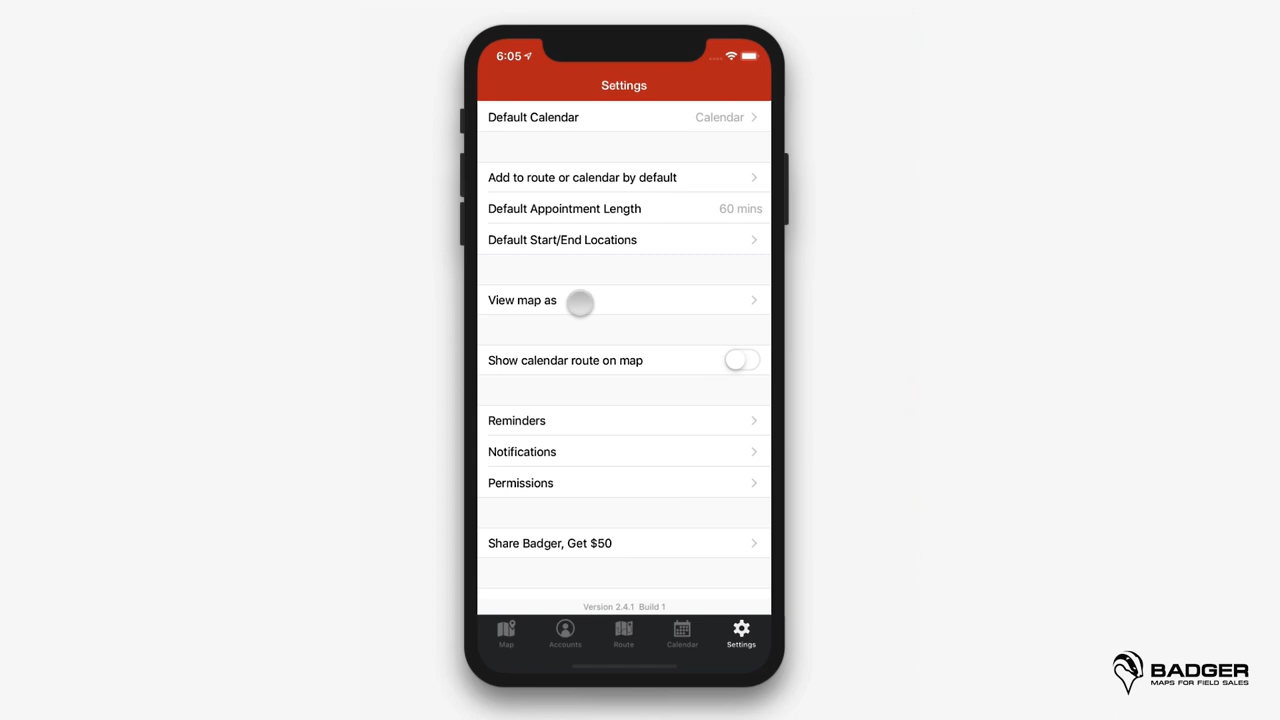 6:05
Settings
Default Calendar Calendar
Add to route or calendar by default
Default Appointment Length 60 mins
Default Start/End Locations
View map as
Show calendar route on map
Reminders
Notifications
Permissions
Share Badger, Get $50
Version 2.4.1 Build 1
Map Accounts Route Calendar Settings
BADGER
MAPS FOR FIELD SALES